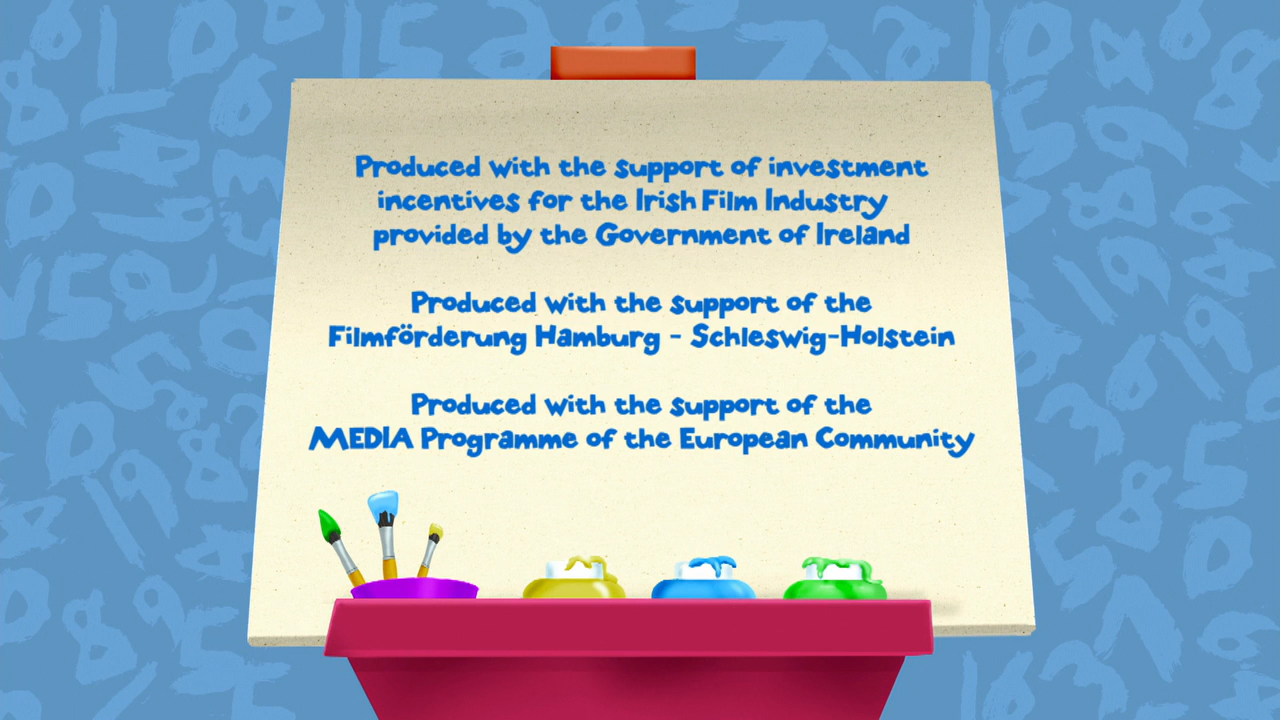 Produced with the support of investment
incentives for the Irish Film Industry
provided by the Government of Ireland
Produced with the support of the
Filmförderung Hamburg - Schleswig-Holstein
Produced with the support of the
MEDIA Programme of the European Community